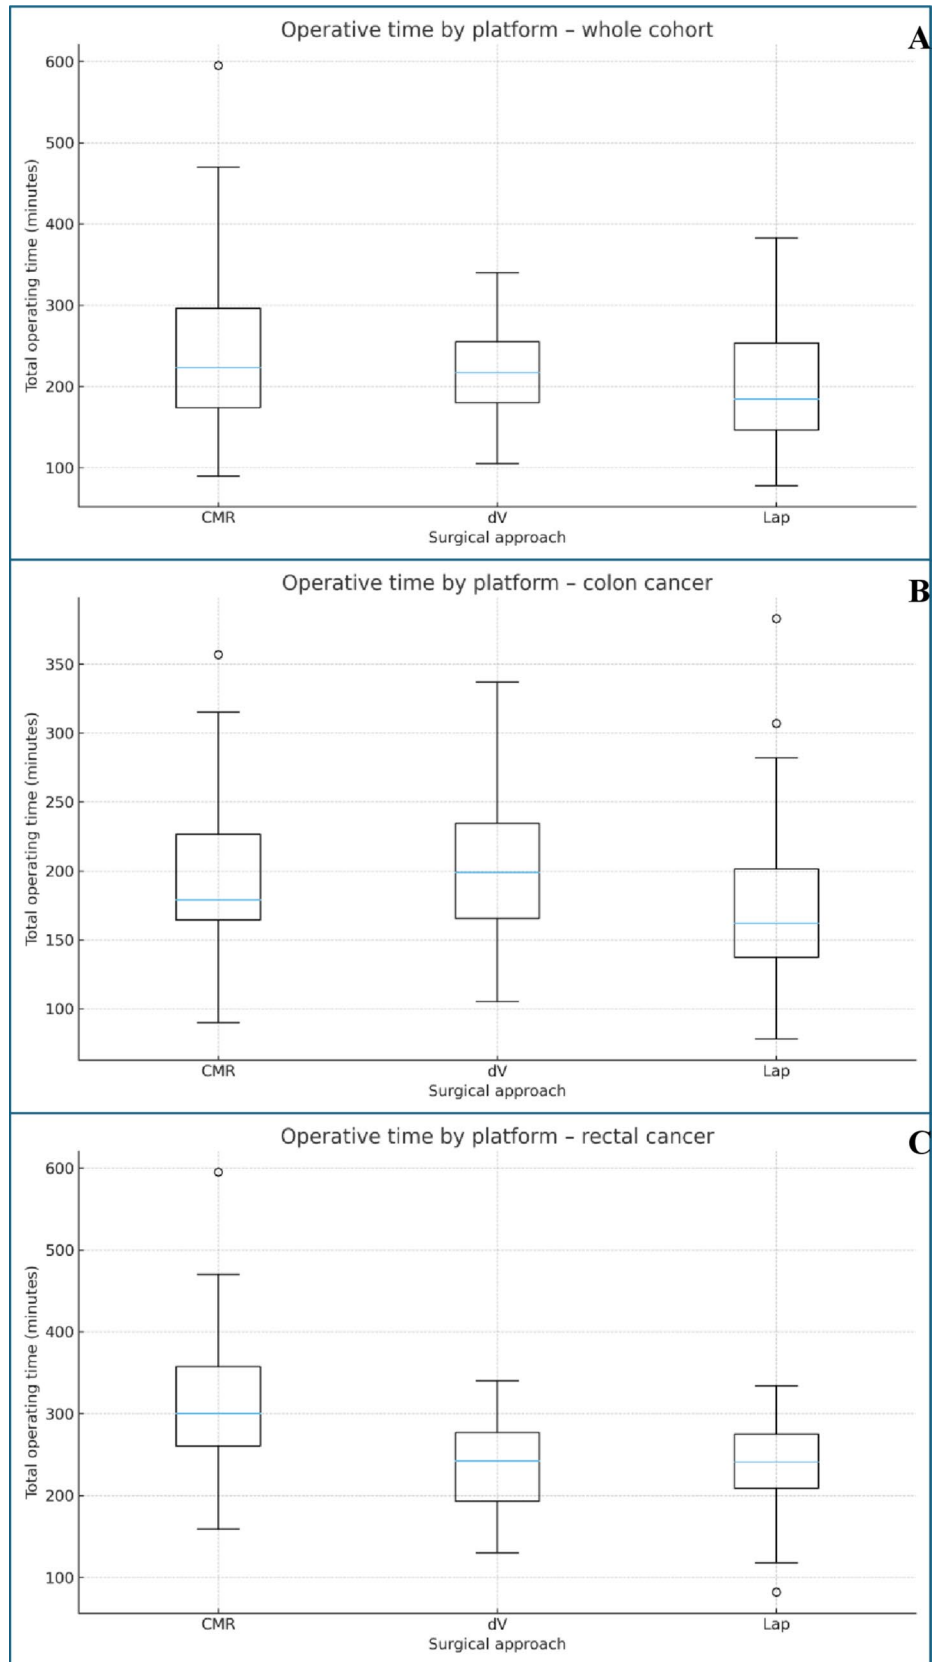 Operative time by platform – whole cohort
A
Total operating time (minutes)
600
500
400
300
200
100
CMR
dV
Lap
Surgical approach
Operative time by platform – colon cancer
B
Total operating time (minutes)
350
300
250
200
150
100
CMR
dV
Lap
Surgical approach
Operative time by platform – rectal cancer
C
Total operating time (minutes)
600
500
400
300
200
100
CMR
dV
Lap
Surgical approach